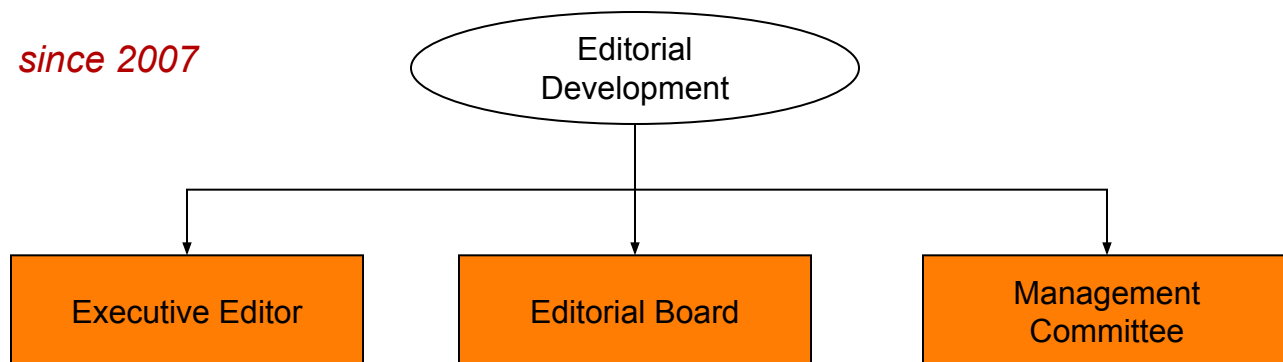 since 2007
Editorial
Development
Executive Editor
Editorial Board
Management
Committee